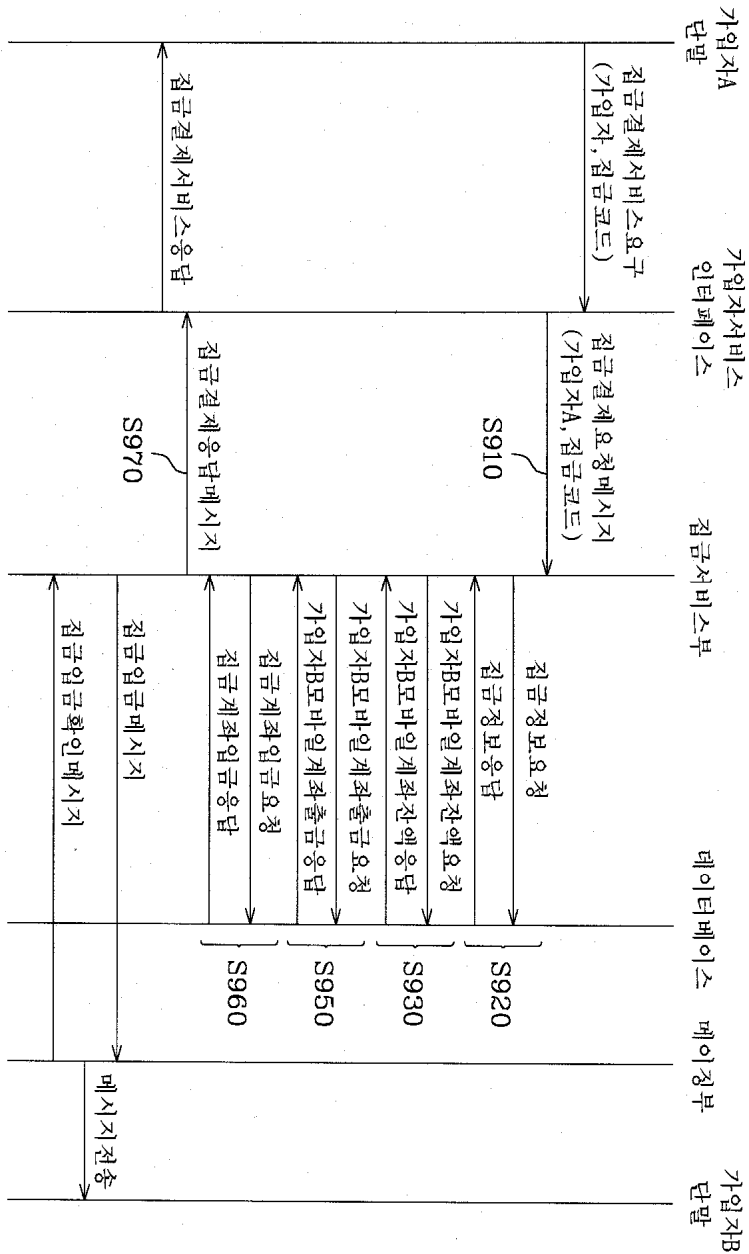 가입자A
단말
가입자서비스
인터페이스
집금서비스부
데이터베이스
메이징부
가입자B
단말
집금결제서비스요구
(가입자,집금코드)
집금결제요청메시지
(가입자A,집금코드)
S910
집금정보요청
집금정보응답
S920
가입자B모바일계좌잔액요청
가입자B모바일계좌잔액응답
S930
가입자B모바일계좌출금요청
가입자B모바일계좌출금응답
S950
집금계좌입금요청
집금계좌입금응답
S960
집금결제응답메시지
S970
집금결제서비스응답
집금입금메시지
메시지전송
집금입금확인메시지